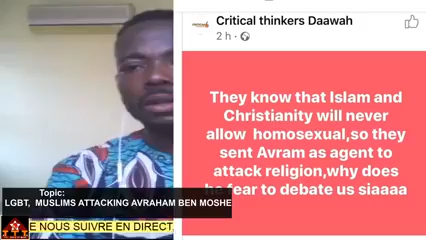 Critical thinkers Daawah
2 h
They know that Islam and
Christianity will never
allow homosexual,so they
sent Avram as agent to
attack religion,why does
he fear to debate us siaaaa
Topic:
LGBT, MUSLIMS ATTACKING AVRAHAM BEN MOSHE
E NOUS SUIVRE EN DIRECT,